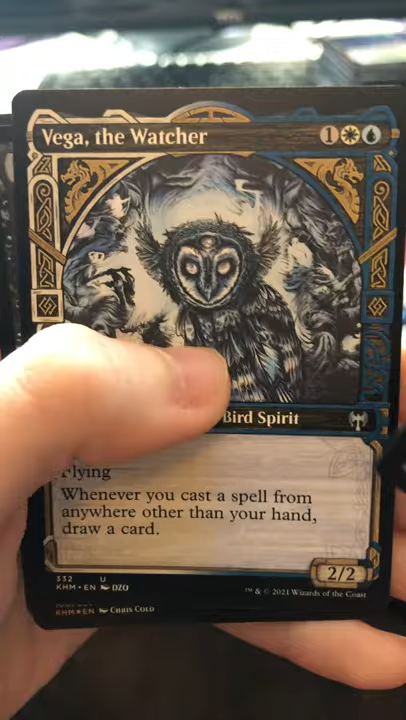 Vega, the Watcher 1
Bird Spirit
Flying
Whenever you cast a spell from
anywhere other than your hand,
draw a card.
2/2
332 U
KHM • EN DZO
™ & © 2021 Wizards of the Coast
KHM★EN Chris Cold